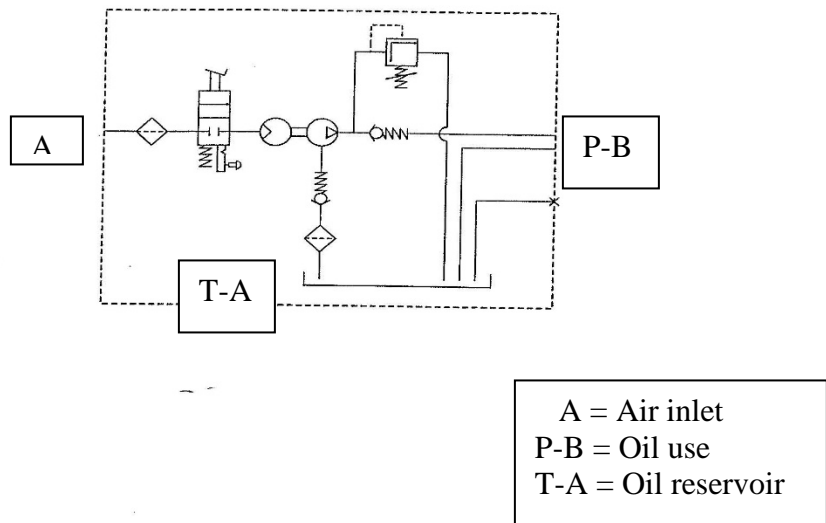 A
P-B
T-A
A = Air inlet
P-B = Oil use
T-A = Oil reservoir